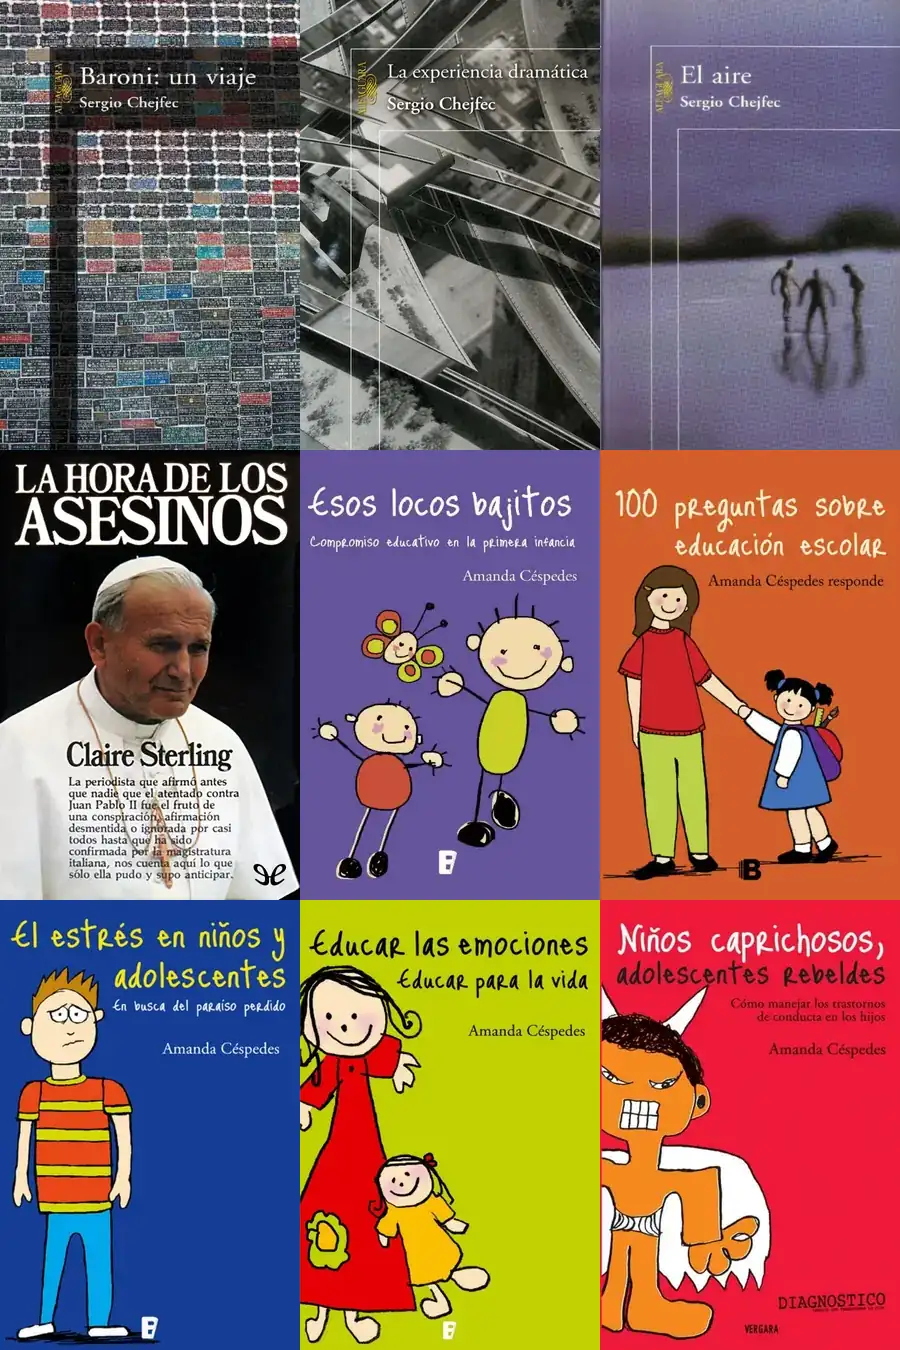 Baroni: un viaje
Sergio Chejfec
ALFAGUARA
La experiencia dramática
Sergio Chejfec
ALFAGUARA
El aire
Sergio Chejfec
ALFAGUARA
LA HORA DE LOS
ASESINOS
Claire Sterling
La periodista que afirmó antes
que nadie que el atentado contra
Juan Pablo II fue el fruto de
una conspiración, afirmación
desmentida o ignorada por casi
todos hasta que ha sido
confirmada por la magistratura
italiana, nos cuenta aquí lo que
sólo ella pudo y supo anticipar.
Esos locos bajitos
Compromiso educativo en la primera infancia
Amanda Céspedes
B
100 preguntas sobre
educación escolar
Amanda Céspedes responde
B
El estrés en niños y
adolescentes
En busca del paraíso perdido
Amanda Céspedes
B
Educar las emociones
Educar para la vida
Amanda Céspedes
B
Niños caprichosos,
adolescentes rebeldes
Cómo manejar los trastornos
de conducta en los hijos
Amanda Céspedes
DIAGNOSTICO
VERGARA